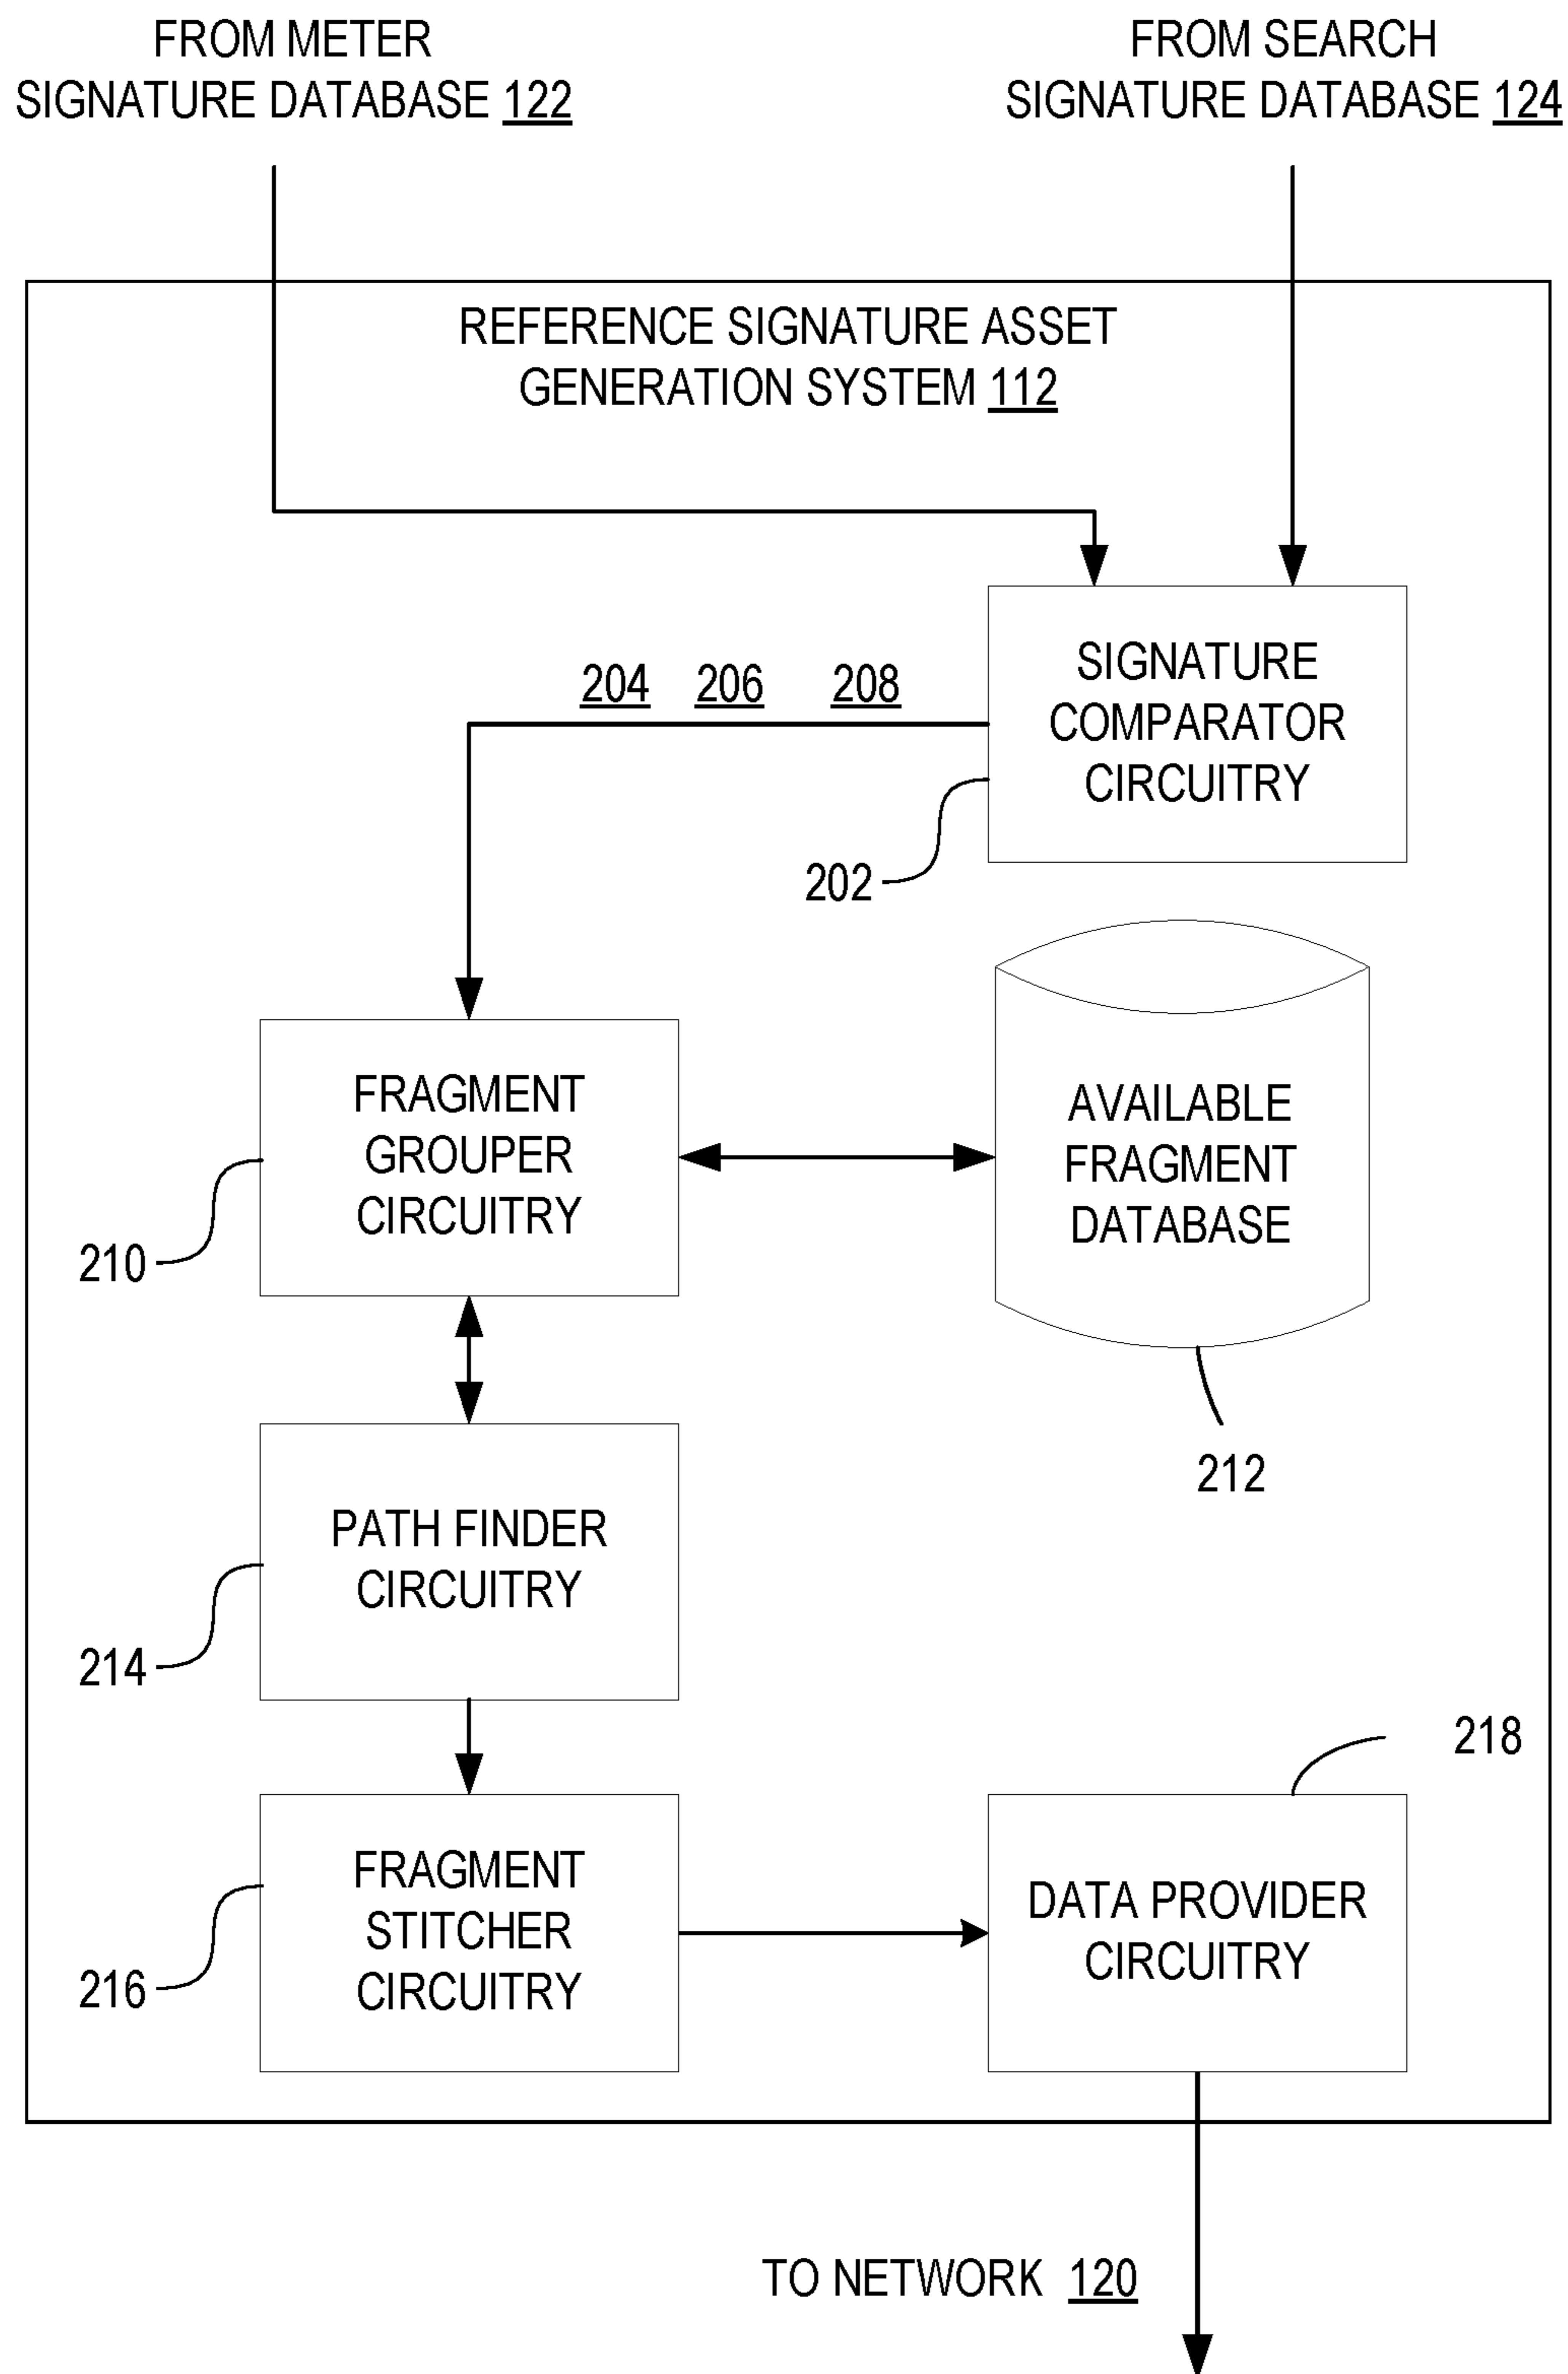 FROM METER
SIGNATURE DATABASE 122
FROM SEARCH
SIGNATURE DATABASE 124
REFERENCE SIGNATURE ASSET
GENERATION SYSTEM 112
204 206 208
SIGNATURE
COMPARATOR
CIRCUITRY
202
FRAGMENT
GROUPER
CIRCUITRY
210
AVAILABLE
FRAGMENT
DATABASE
212
PATH FINDER
CIRCUITRY
214
218
FRAGMENT
STITCHER
CIRCUITRY
216
DATA PROVIDER
CIRCUITRY
TO NETWORK 120